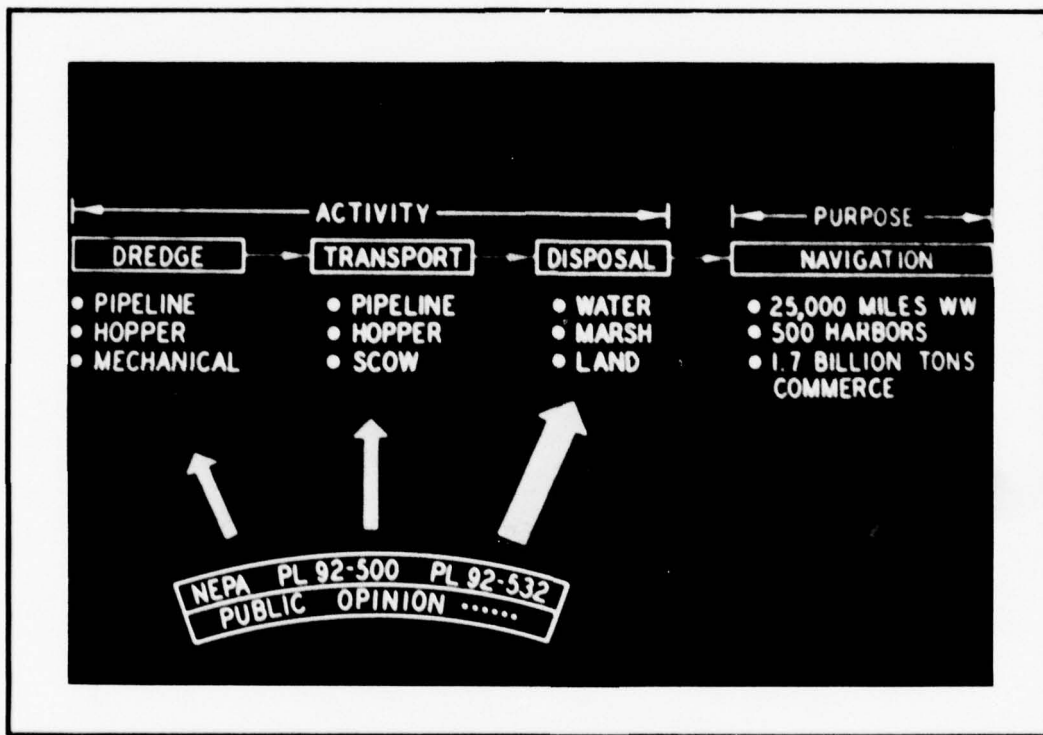 ACTIVITY
PURPOSE
DREDGE
TRANSPORT
DISPOSAL
NAVIGATION
• PIPELINE
• HOPPER
• MECHANICAL
• PIPELINE
• HOPPER
• SCOW
• WATER
• MARSH
• LAND
• 25,000 MILES WW
• 500 HARBORS
• 1.7 BILLION TONS
COMMERCE
NEPA PL 92-500 PL 92-532
PUBLIC OPINION ......